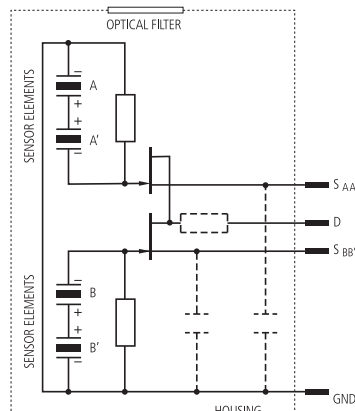 OPTICAL FILTER
SENSOR ELEMENTS
−
A
+
+
A'
−
S AA'
D
S BB'
SENSOR ELEMENTS
−
B
+
+
B'
−
GND
HOUSING